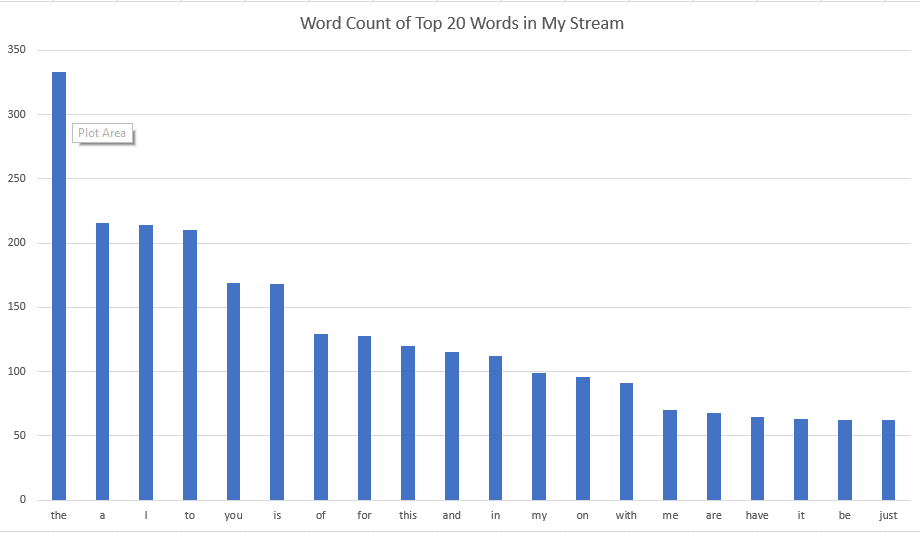 Word Count of Top 20 Words in My Stream
350
300
Plot Area
250
200
150
100
50
0
the a I to you is of for this and in my on with me are have it be just